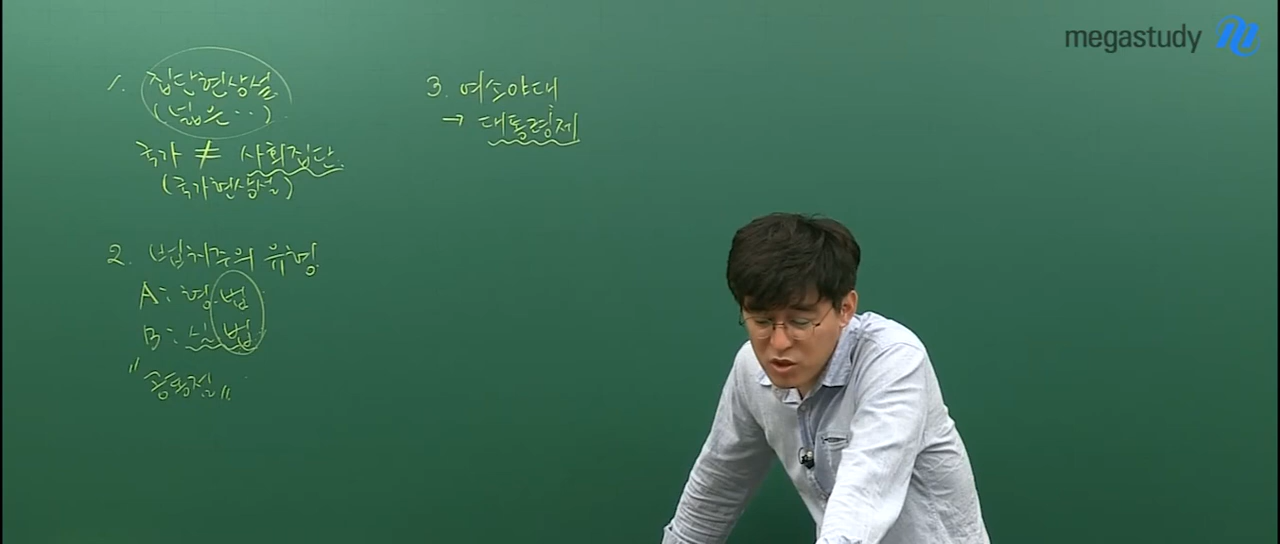 megastudy
1. 집단현상설
(넓은‥)
국가 ≠ 사회집단.
(국가현상설)
2. 법치주의 유형
A: 형. 법
B: 실. 법
"공통점"
3. 여소야대
→ 대통령제